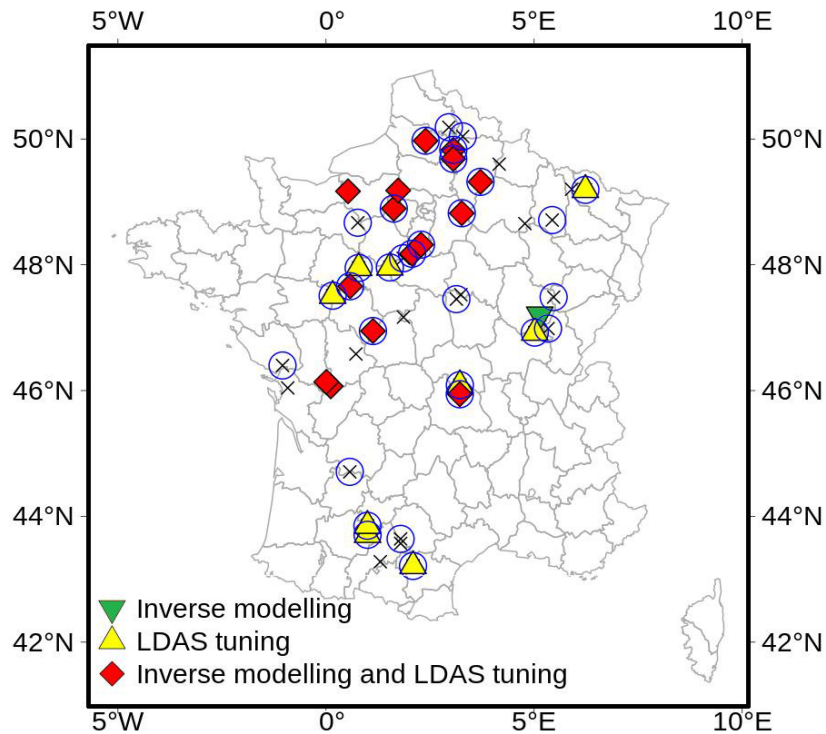 5°W 0° 5°E 10°E
50°N 50°N
48°N 48°N
46°N 46°N
44°N 44°N
42°N 42°N
Inverse modelling
LDAS tuning
Inverse modelling and LDAS tuning
5°W 0° 5°E 10°E